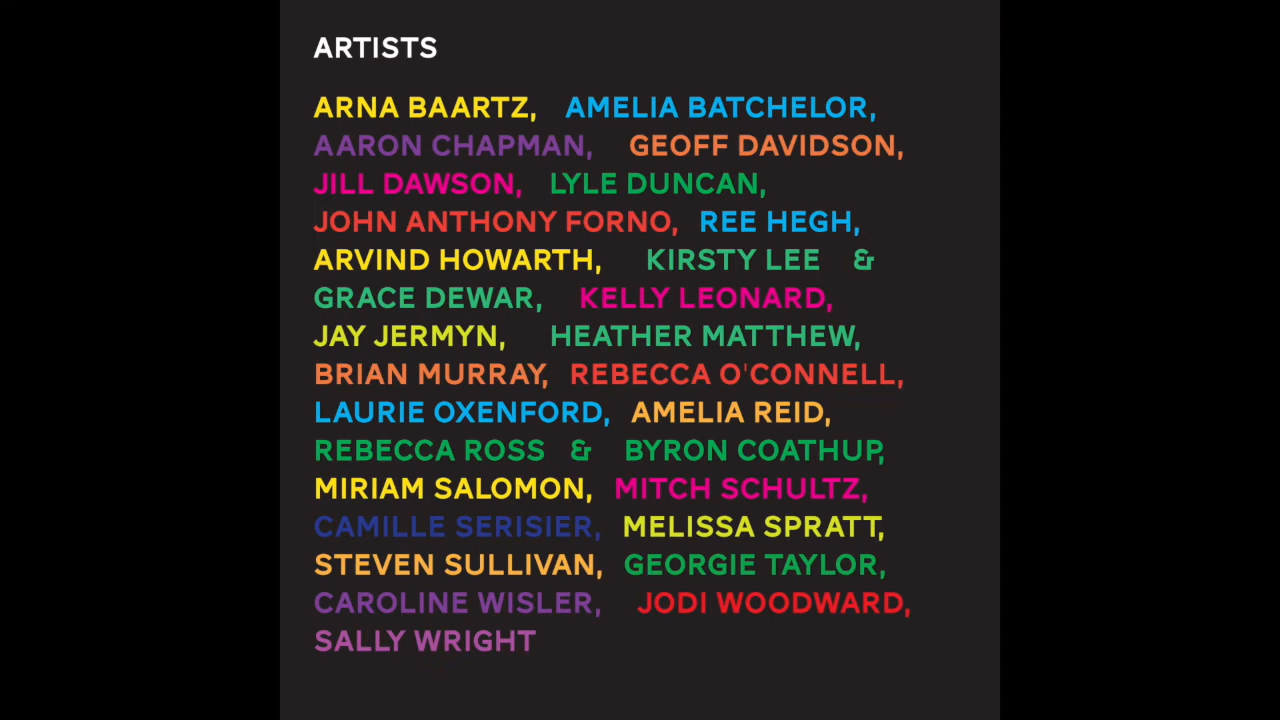 ARTISTS
ARNA BAARTZ, AMELIA BATCHELOR,
AARON CHAPMAN, GEOFF DAVIDSON,
JILL DAWSON, LYLE DUNCAN,
JOHN ANTHONY FORNO, REE HEGH,
ARVIND HOWARTH, KIRSTY LEE &
GRACE DEWAR, KELLY LEONARD,
JAY JERMYN, HEATHER MATTHEW,
BRIAN MURRAY, REBECCA O'CONNELL,
LAURIE OXENFORD, AMELIA REID,
REBECCA ROSS & BYRON COATHUP,
MIRIAM SALOMON, MITCH SCHULTZ,
CAMILLE SERISIER, MELISSA SPRATT,
STEVEN SULLIVAN, GEORGIE TAYLOR,
CAROLINE WISLER, JODI WOODWARD,
SALLY WRIGHT